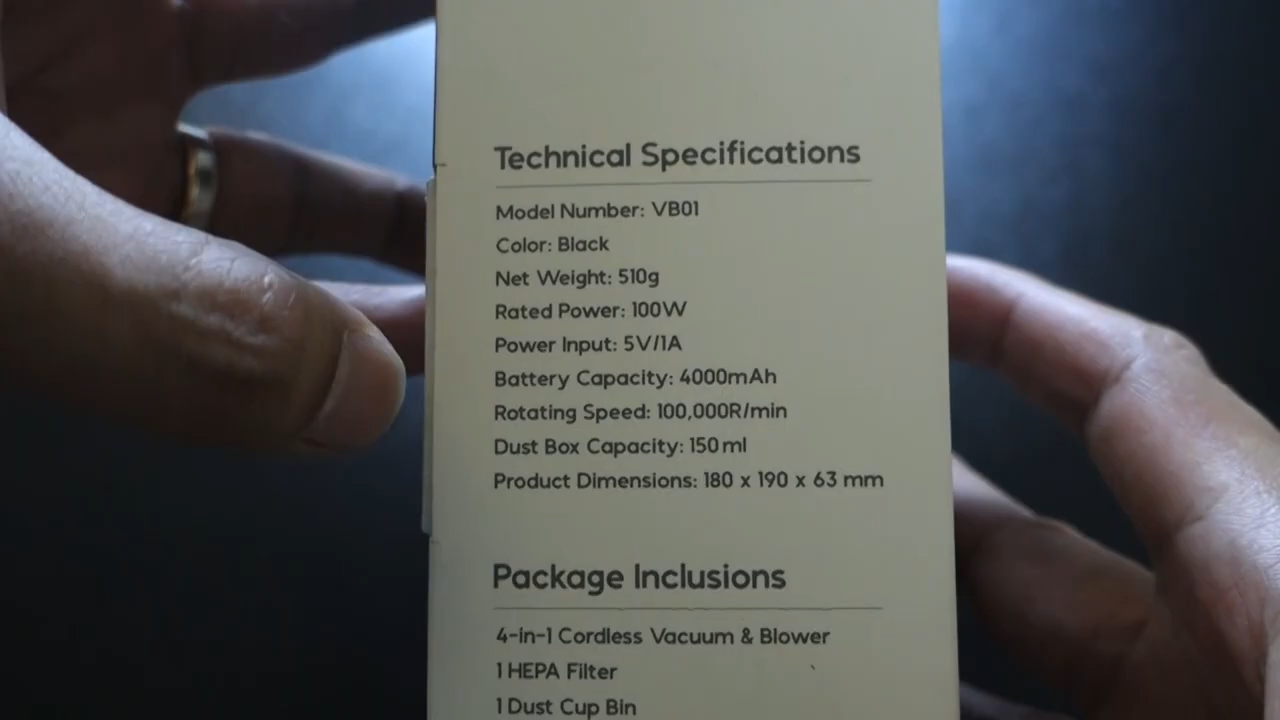 Technical Specifications
Model Number: VB01
Color: Black
Net Weight: 510g
Rated Power: 100W
Power Input: 5V/1A
Battery Capacity: 4000mAh
Rotating Speed: 100,000R/min
Dust Box Capacity: 150ml
Product Dimensions: 180 x 190 x 63 mm
Package Inclusions
4-in-1 Cordless Vacuum & Blower
1 HEPA Filter
1 Dust Cup Bin